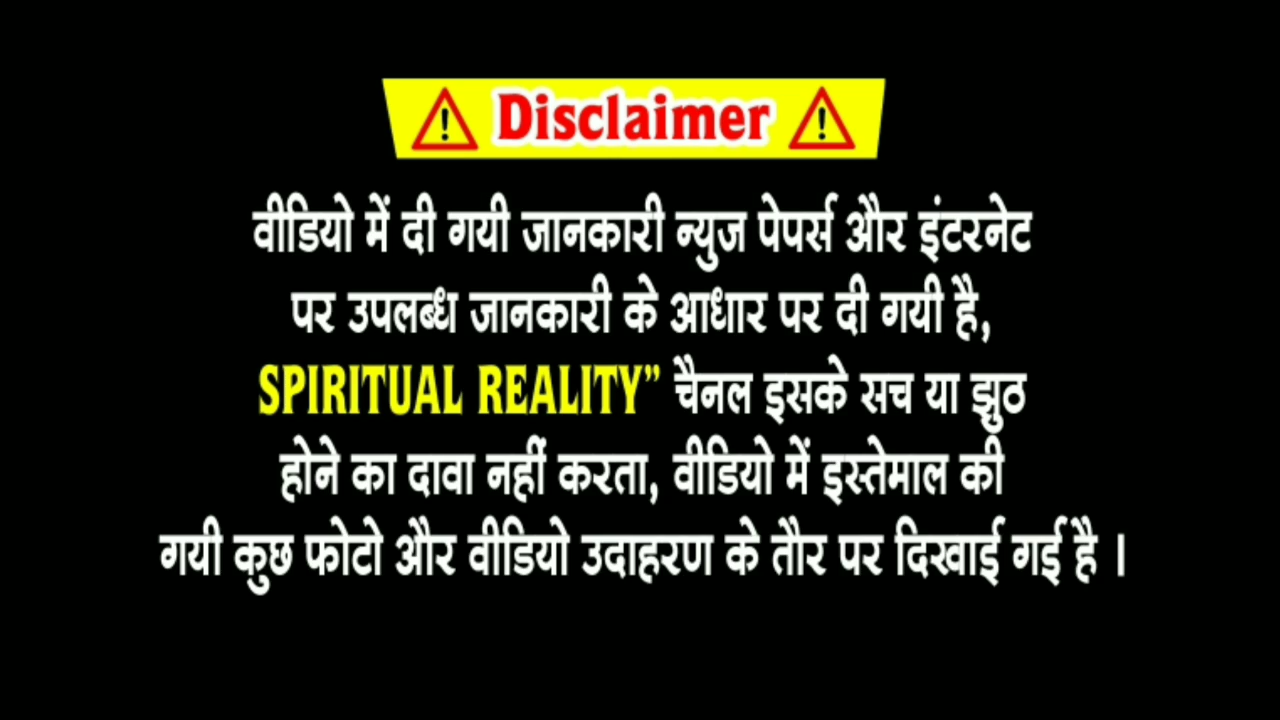 Disclaimer
वीडियो में दी गयी जानकारी न्युज पेपर्स और इंटरनेट
पर उपलब्ध जानकारी के आधार पर दी गयी है,
SPIRITUAL REALITY” चैनल इसके सच या झुठ
होने का दावा नहीं करता, वीडियो में इस्तेमाल की
गयी कुछ फोटो और वीडियो उदाहरण के तौर पर दिखाई गई है ।